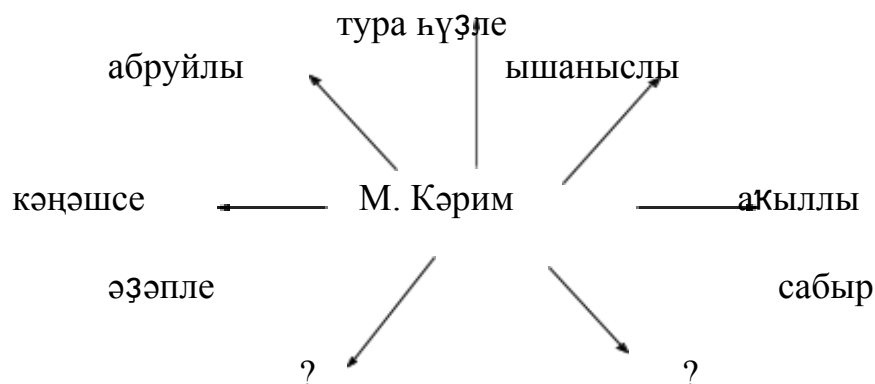 тура һүҙле
абруйлы ышаныслы
кәңәшсе М. Кәрим аҡыллы
әҙәпле сабыр
? ?